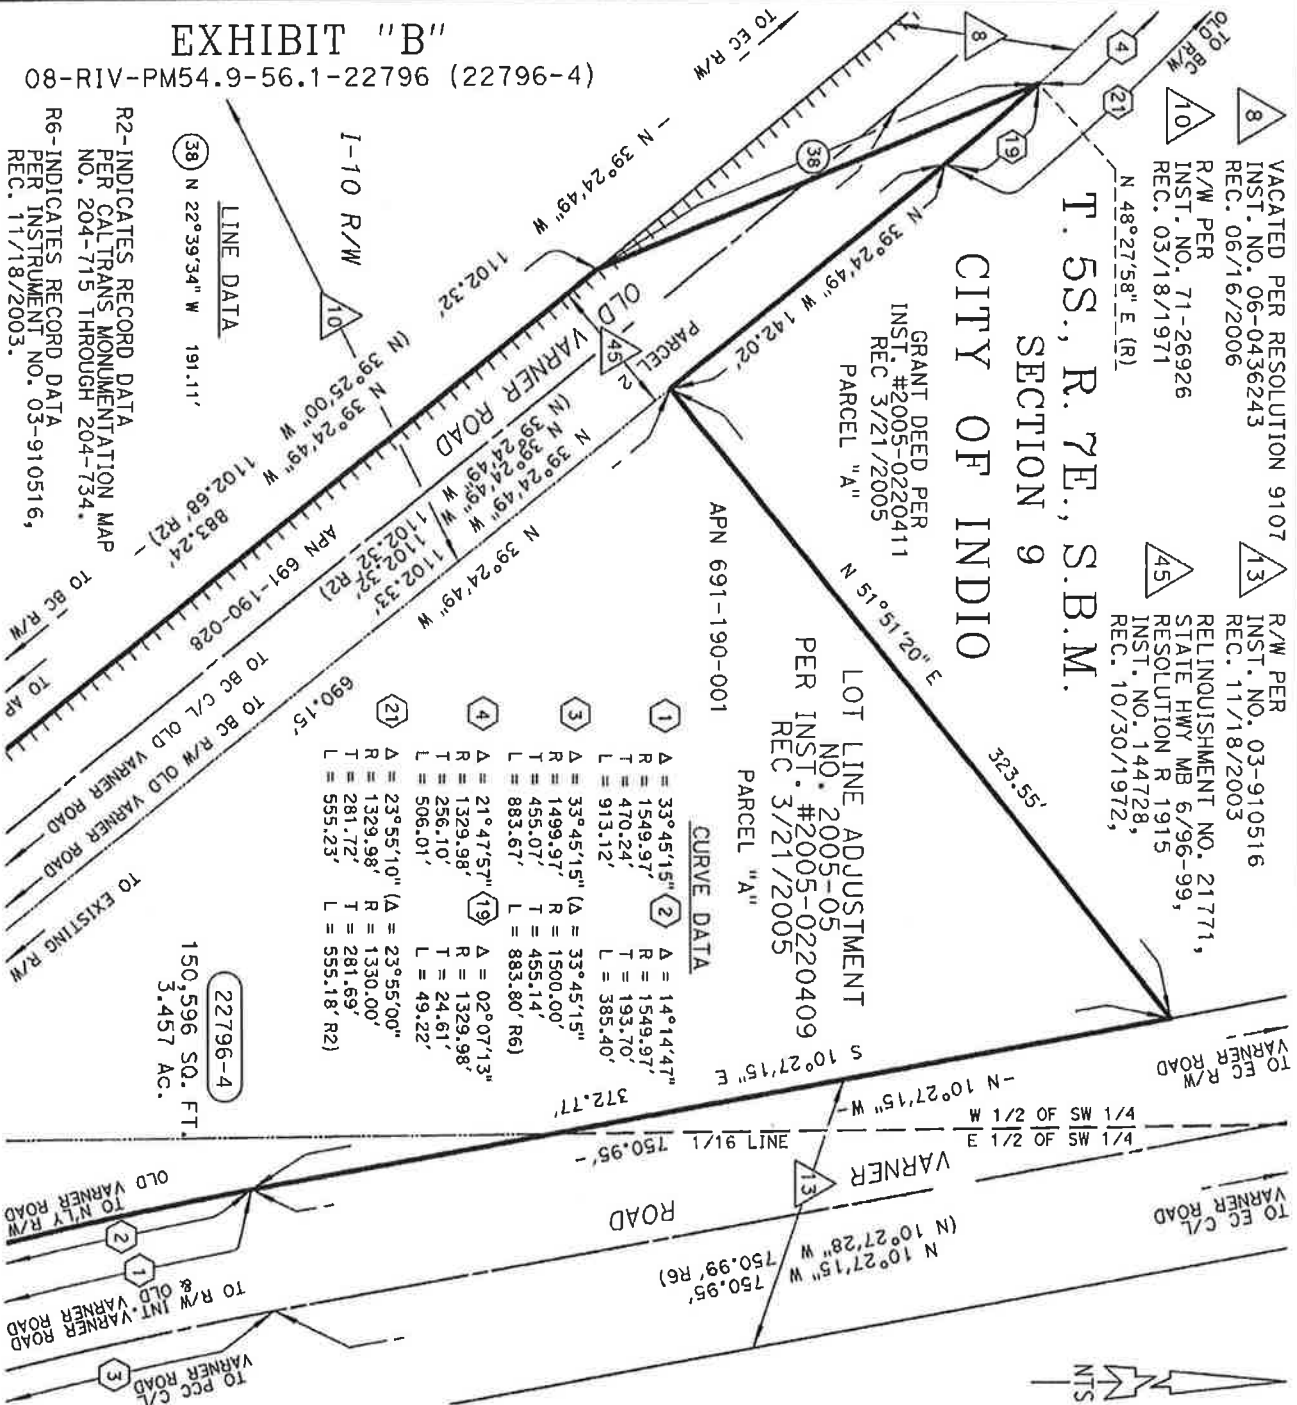 EXHIBIT "B"
08-RIV-PM54.9-56.1-22796 (22796-4)
8
VACATED PER RESOLUTION 9107
INST. NO. 06-0436243
REC. 06/16/2006
10
R/W PER
INST. NO. 71-26926
REC. 03/18/1971
13
R/W PER
INST. NO. 03-910516
REC. 11/18/2003
45
RELINQUISHMENT NO. 21771,
STATE HWY MB 6/96-99,
RESOLUTION R 1915
INST. NO. 144728,
REC. 10/30/1972,
T. 5S., R. 7E., S.B.M.
SECTION 9
CITY OF INDIO
N 48°27'58" E (R)
TO BC
OLD R/W
4
21
19
8
38
TO EC R/W
N 39°24'49" W
N 39°24'49" W 142.02'
GRANT DEED PER
INST. #2005-0220411
REC 3/21/2005
PARCEL "A"
APN 691-190-001
N 51°51'20" E
323.55'
LOT LINE ADJUSTMENT
NO. 2005-05
PER INST. #2005-0220409
REC 3/21/2005
PARCEL "A"
I-10 R/W
10
45
PARCEL 2
OLD VARNER ROAD
1102.32'
(N 39°25'00" W
N 39°24'49" W
1102.68' R2)
883.24'
N 39°24'49" W
N 39°24'49" W
(N 39°24'49" W
1102.33'
1102.32'
1102.32' R2)
N 39°24'49" W
690.15'
APN 691-190-028
TO BC R/W
TO AP
TO BC C/L OLD VARNER ROAD
TO BC R/W OLD VARNER ROAD
TO EXISTING R/W
LINE DATA
38 N 22°39'34" W 191.11'
R2-INDICATES RECORD DATA
PER CALTRANS MONUMENTATION MAP
NO. 204-715 THROUGH 204-734.
R6-INDICATES RECORD DATA
PER INSTRUMENT NO. 03-910516,
REC. 11/18/2003.
CURVE DATA
1 Δ = 33°45'15"
R = 1549.97'
T = 470.24'
L = 913.12'
2 Δ = 14°14'47"
R = 1549.97'
T = 193.70'
L = 385.40'
3 Δ = 33°45'15" (Δ = 33°45'15"
R = 1499.97' R = 1500.00'
T = 455.07' T = 455.14'
L = 883.67' L = 883.80' R6)
4 Δ = 21°47'57"
R = 1329.98'
T = 256.10'
L = 506.01'
19 Δ = 02°07'13"
R = 1329.98'
T = 24.61'
L = 49.22'
21 Δ = 23°55'10" (Δ = 23°55'00"
R = 1329.98' R = 1330.00'
T = 281.72' T = 281.69'
L = 555.23' L = 555.18' R2)
22796-4
150,596 SQ. FT.
3.457 Ac.
S 10°27'15" E
372.77'
N 10°27'15" W
750.95'
1/16 LINE
W 1/2 OF SW 1/4
E 1/2 OF SW 1/4
VARNER
ROAD
13
(N 10°27'28" W
N 10°27'15" W
750.99' R6)
750.95'
TO EC R/W
VARNER ROAD
TO EC C/L
VARNER ROAD
TO N'LY R/W
OLD VARNER ROAD
2
1
TO R/W INT. VARNER ROAD
& OLD VARNER ROAD
3
TO PCC C/L
VARNER ROAD
NTS